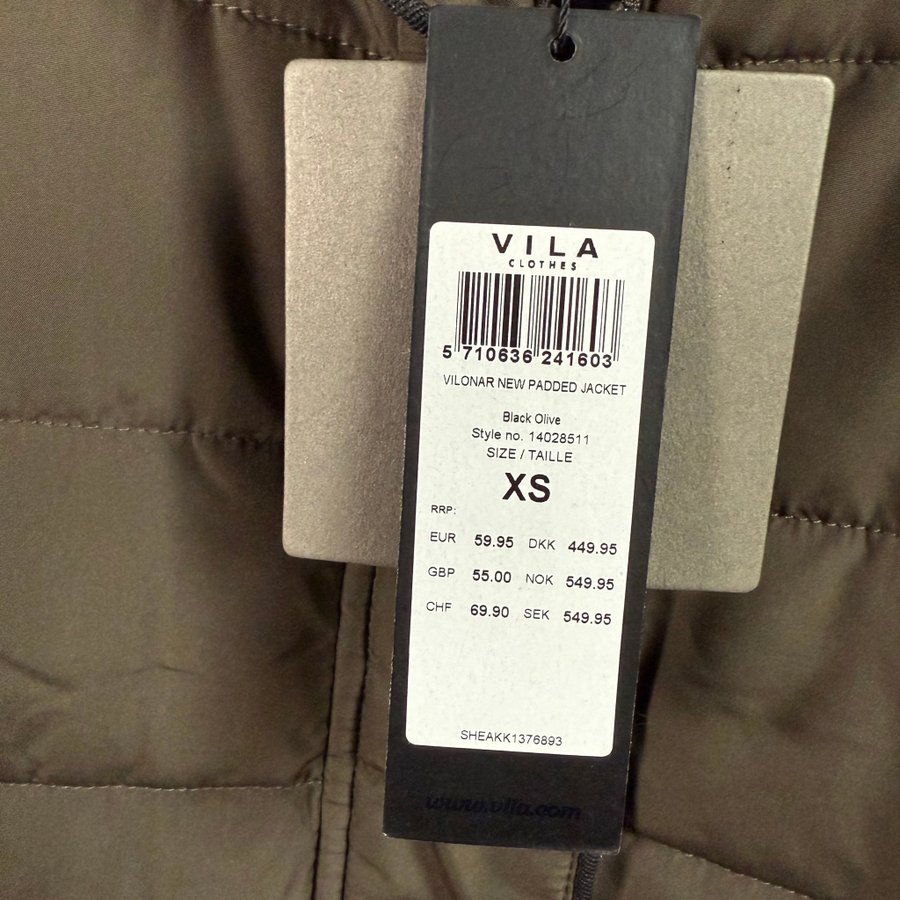 VILA
CLOTHES
5 710636 241603
VILONAR NEW PADDED JACKET
Black Olive
Style no. 14028511
SIZE / TAILLE
XS
RRP:
EUR 59.95 DKK 449.95
GBP 55.00 NOK 549.95
CHF 69.90 SEK 549.95
SHEAKK1376893
www.vila.com